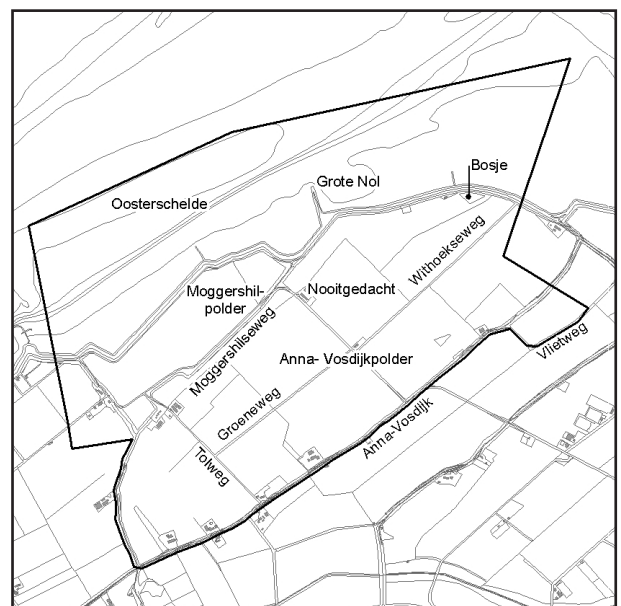 Bosje
Grote Nol
Oosterschelde
Withoekseweg
Moggershil-
polder
Nooitgedacht
Moggershilseweg
Anna- Vosdijkpolder
Vlietweg
Groeneweg
Anna-Vosdijk
Tolweg